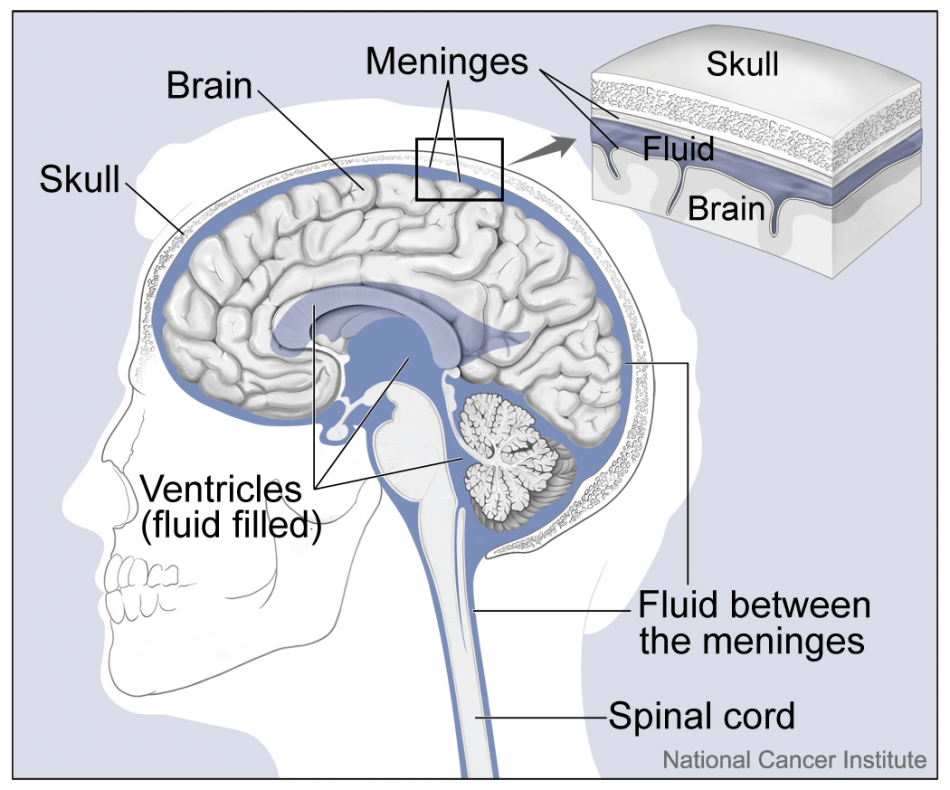 Meninges
Brain
Skull
Skull
Fluid
Brain
Ventricles
(fluid filled)
Fluid between
the meninges
Spinal cord
National Cancer Institute